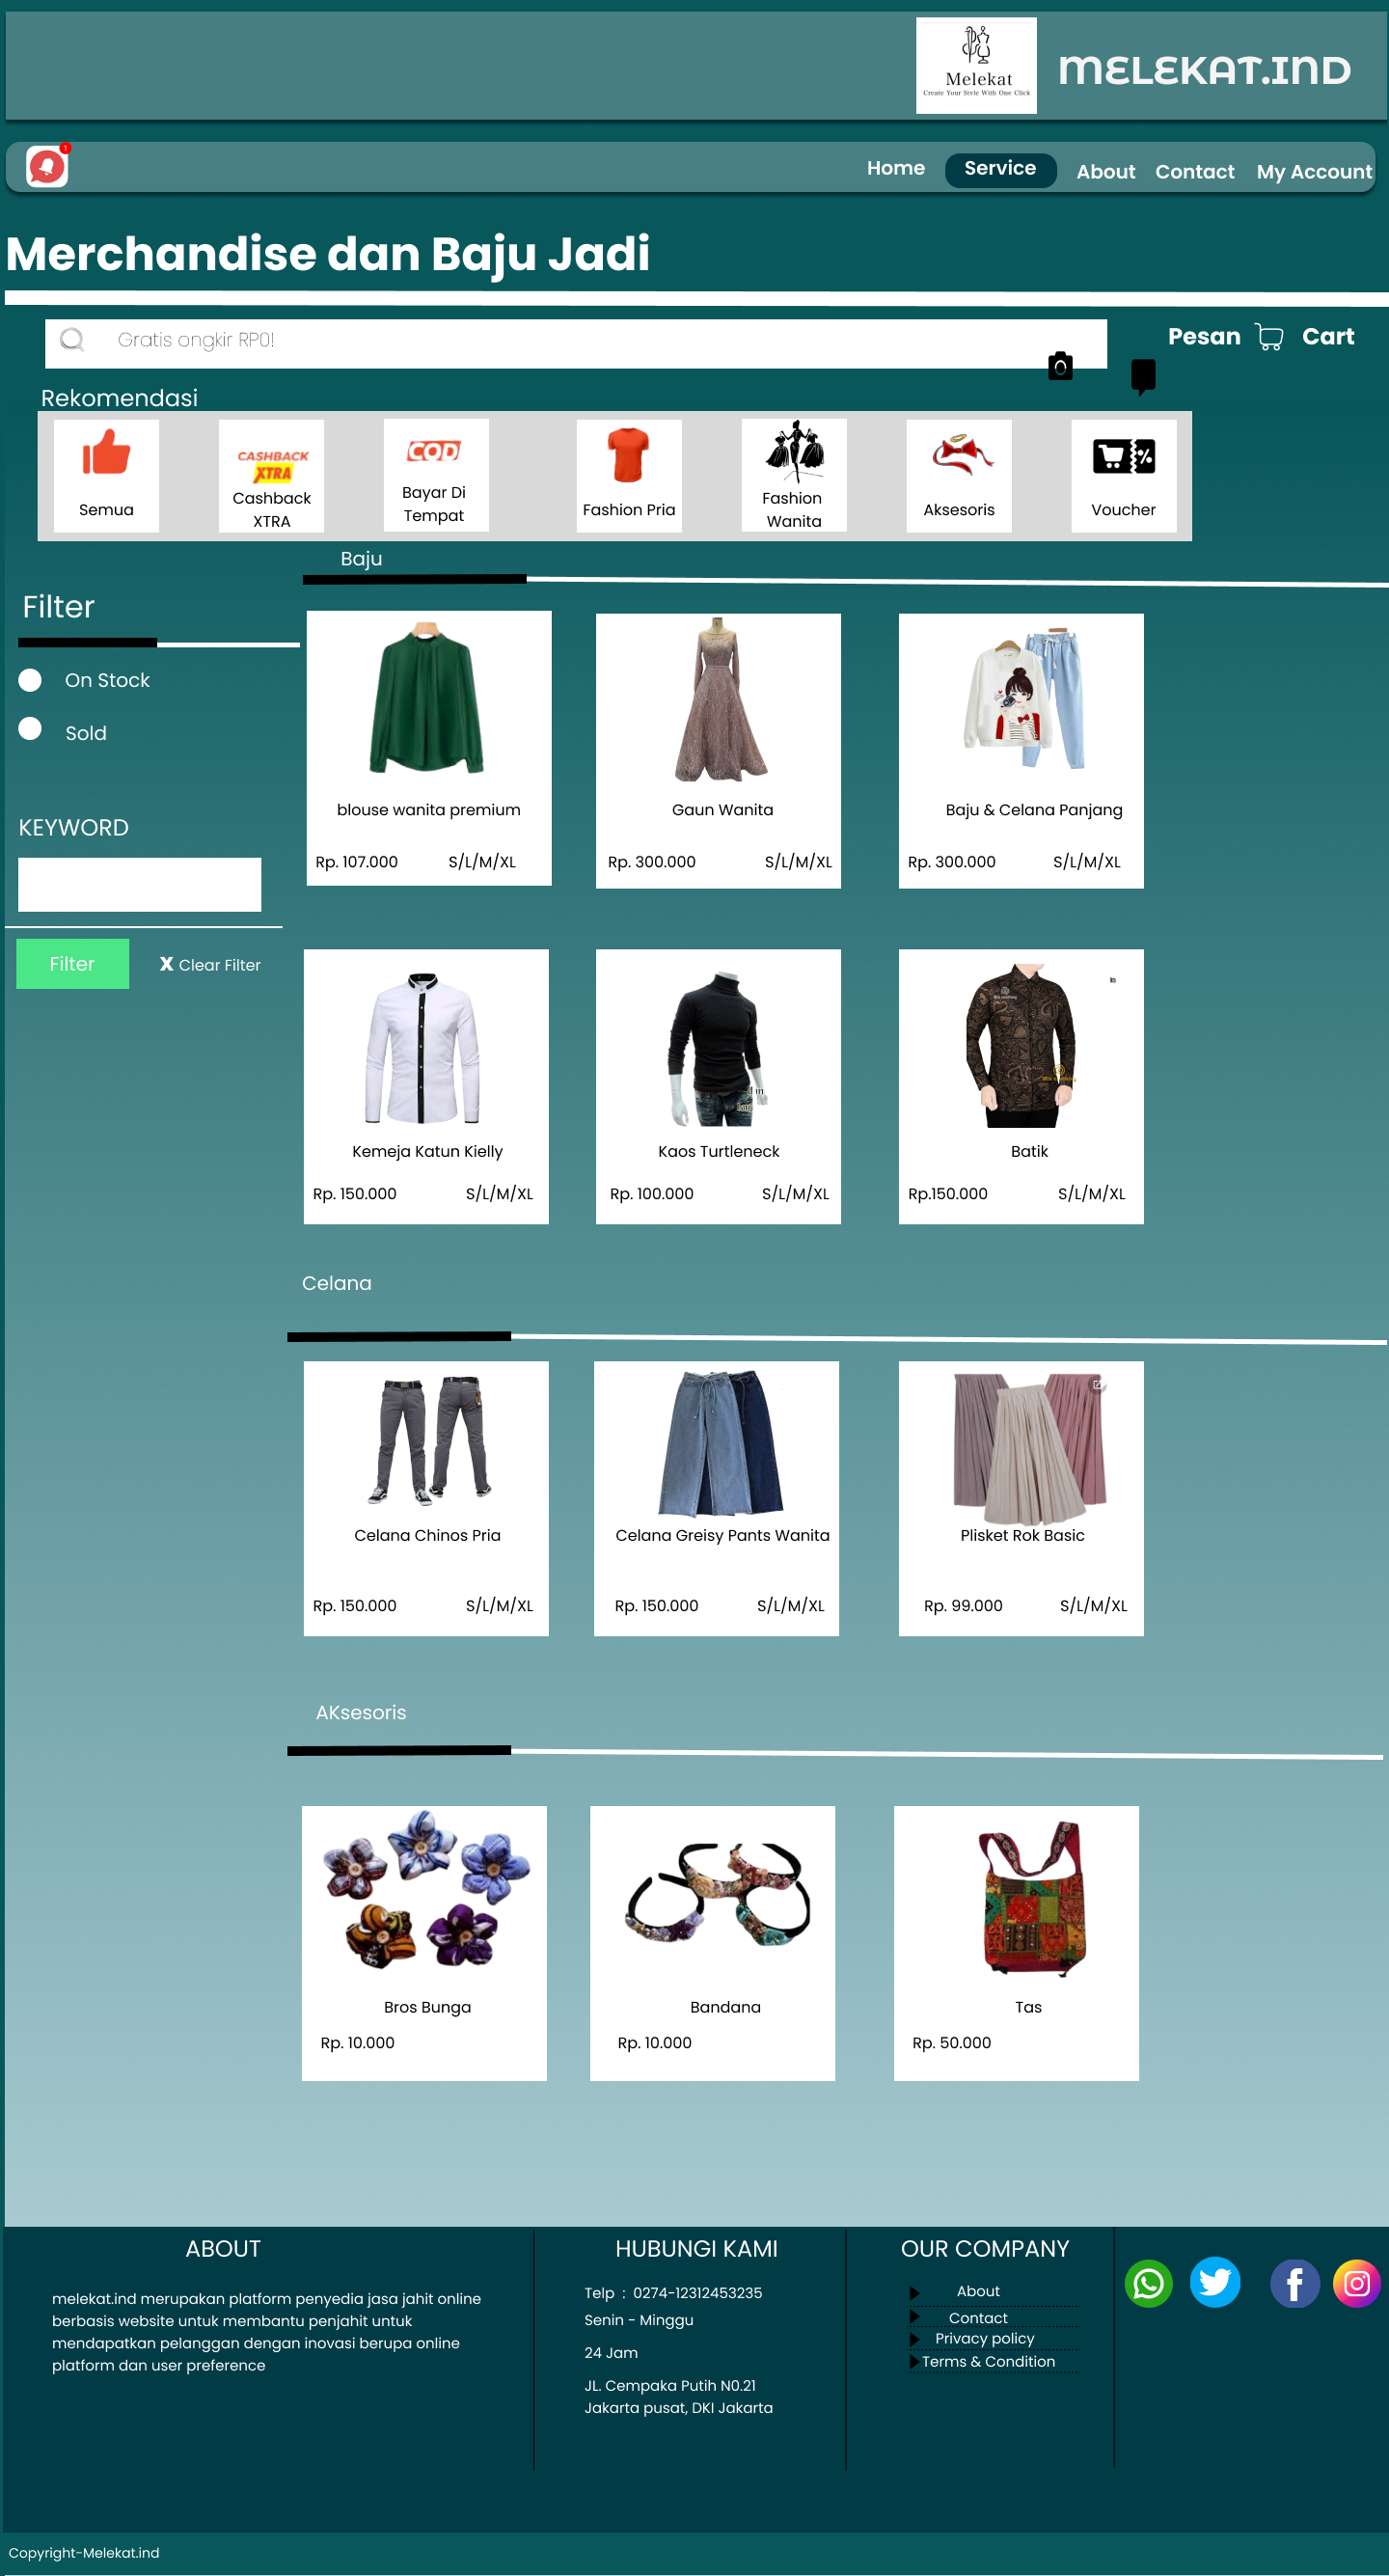 Melekat
Create Your Style With One Click
MELEKAT.IND
1
Home Service About Contact My Account
Merchandise dan Baju Jadi
Gratis ongkir RP0!
Pesan Cart
Rekomendasi
Semua
CASHBACK
XTRA
Cashback
XTRA
COD
Bayar Di
Tempat
Fashion Pria
Fashion
Wanita
Aksesoris
%
Voucher
Baju
Filter
On Stock
Sold
KEYWORD
Filter X Clear Filter
blouse wanita premium
Rp. 107.000 S/L/M/XL
Gaun Wanita
Rp. 300.000 S/L/M/XL
Baju & Celana Panjang
Rp. 300.000 S/L/M/XL
Kemeja Katun Kielly
Rp. 150.000 S/L/M/XL
Kaos Turtleneck
Rp. 100.000 S/L/M/XL
Batik
Rp.150.000 S/L/M/XL
Celana
Celana Chinos Pria
Rp. 150.000 S/L/M/XL
Celana Greisy Pants Wanita
Rp. 150.000 S/L/M/XL
Plisket Rok Basic
Rp. 99.000 S/L/M/XL
AKsesoris
Bros Bunga
Rp. 10.000
Bandana
Rp. 10.000
Tas
Rp. 50.000
ABOUT
melekat.ind merupakan platform penyedia jasa jahit online
berbasis website untuk membantu penjahit untuk
mendapatkan pelanggan dengan inovasi berupa online
platform dan user preference
HUBUNGI KAMI
Telp : 0274-12312453235
Senin - Minggu
24 Jam
JL. Cempaka Putih N0.21
Jakarta pusat, DKI Jakarta
OUR COMPANY
About
Contact
Privacy policy
Terms & Condition
Copyright-Melekat.ind